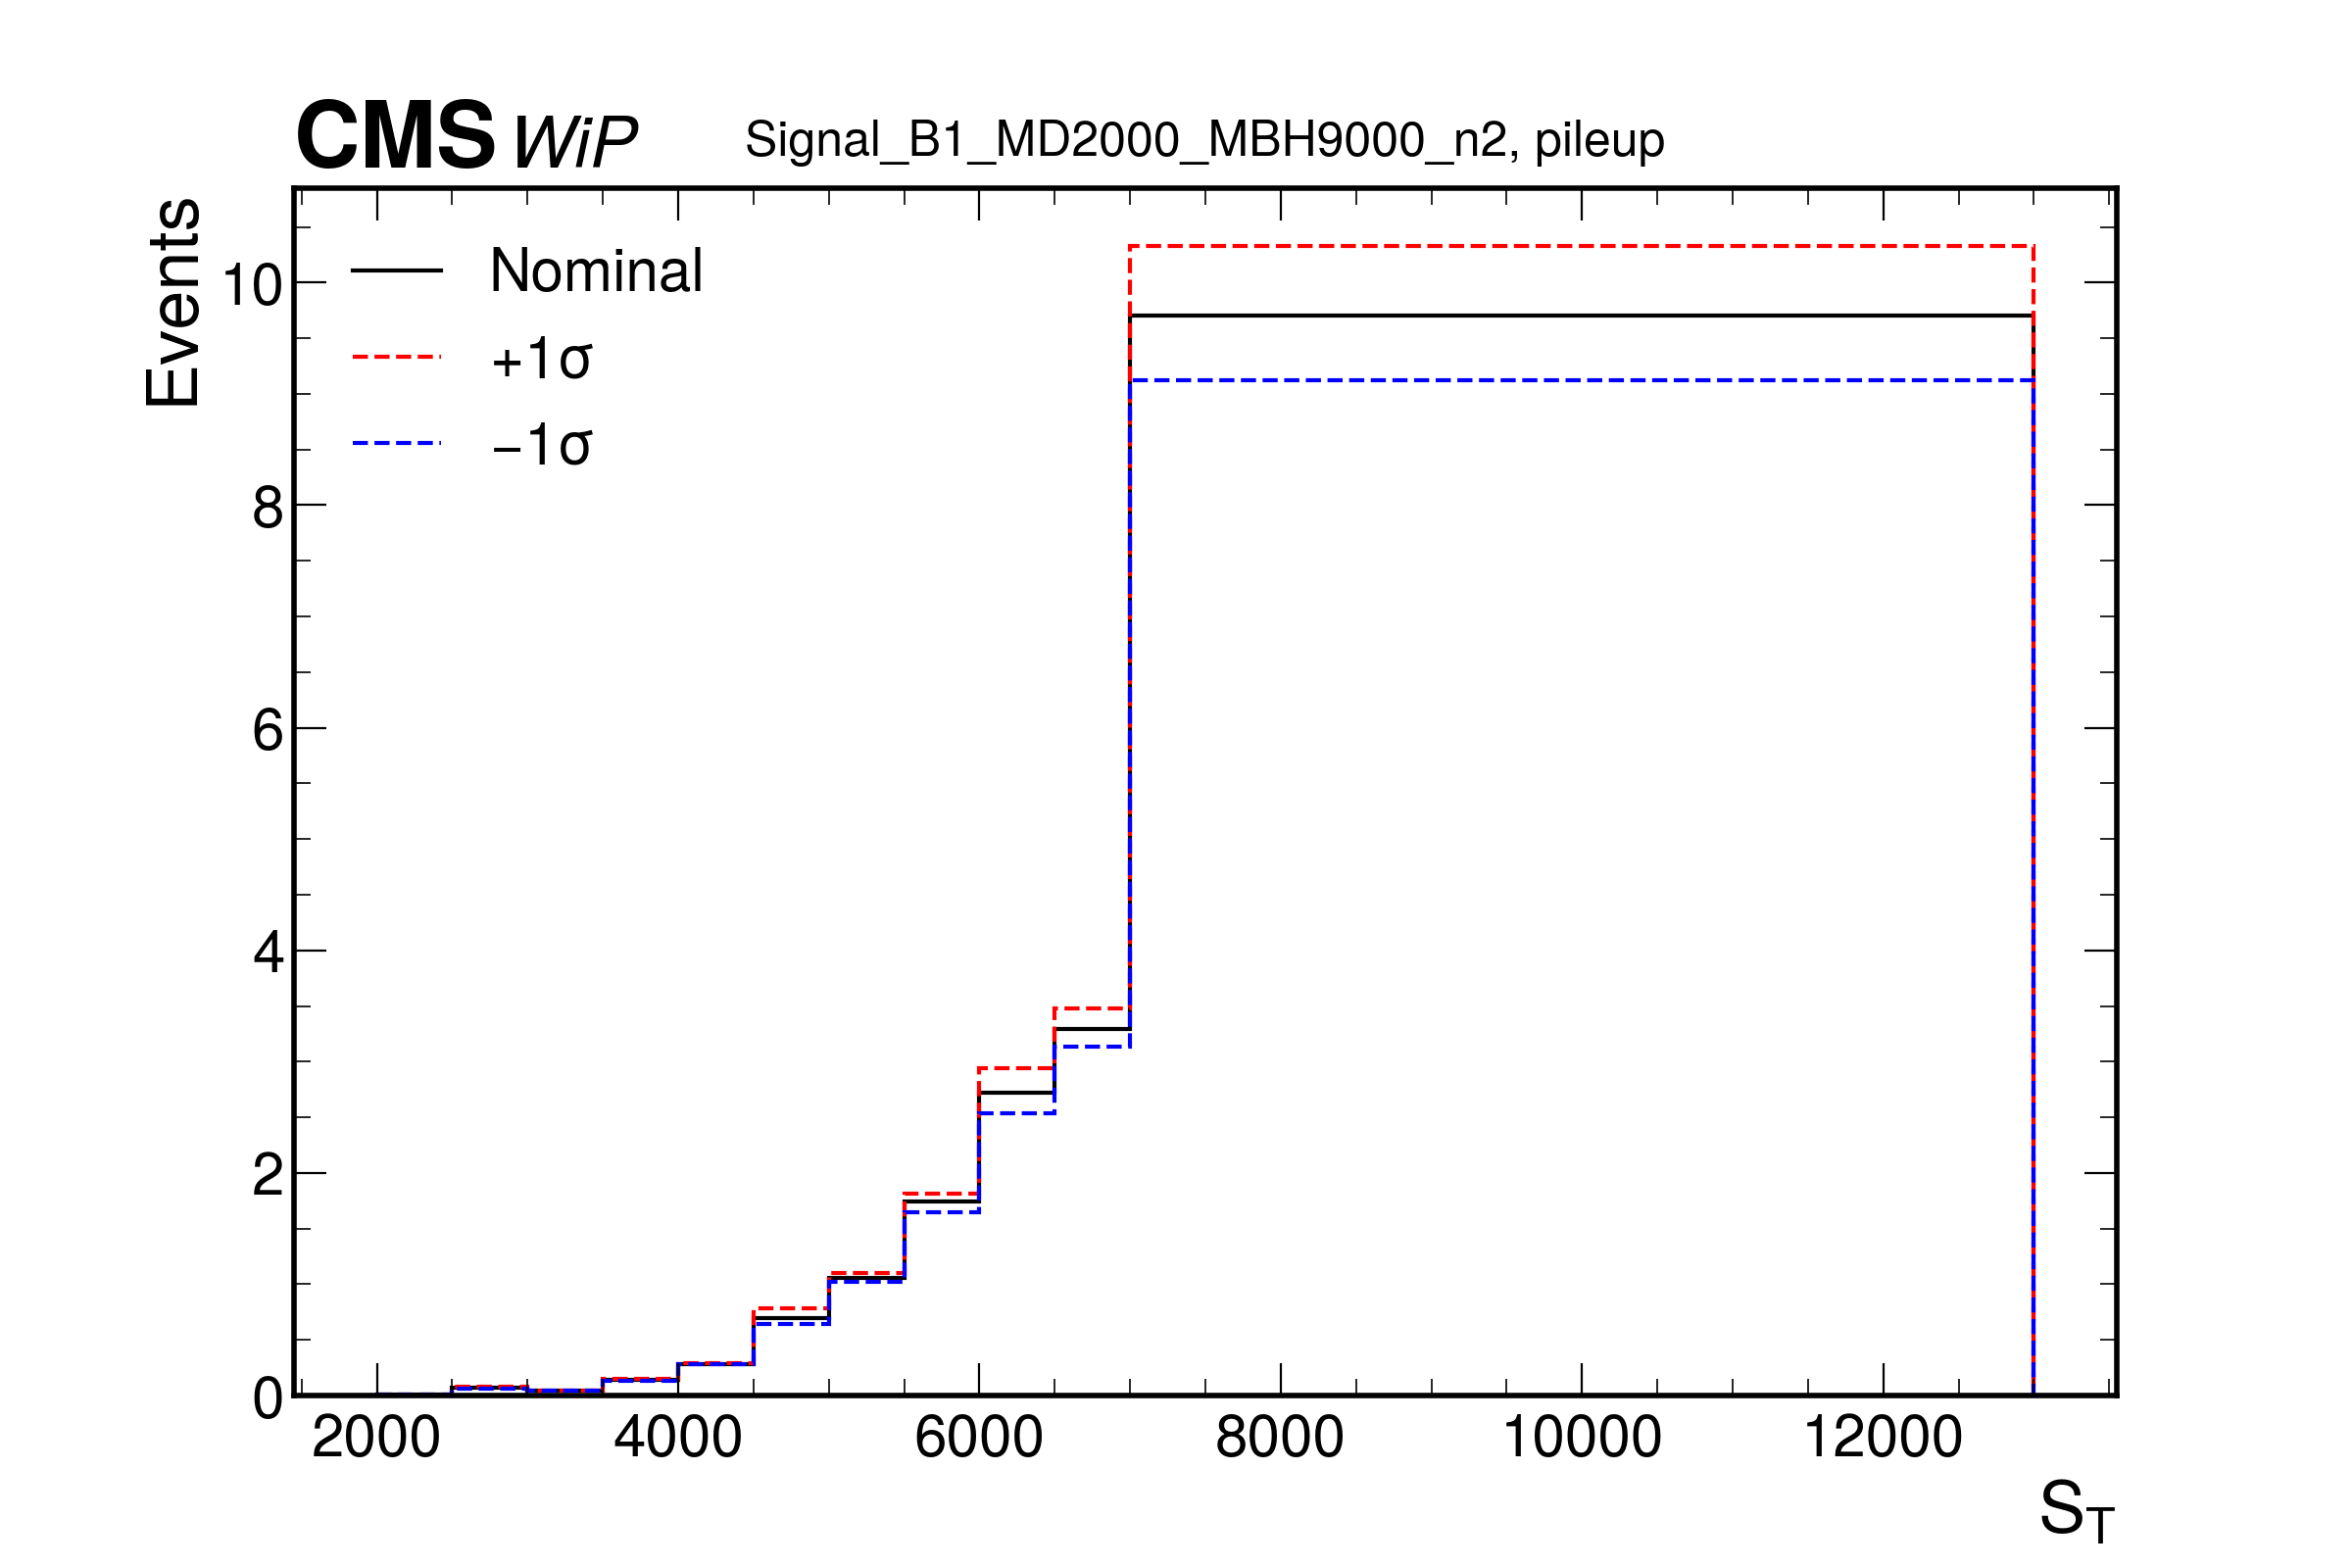 CMS WiP Signal_B1_MD2000_MBH9000_n2, pileup
Events
Nominal
+1σ
−1σ
10
8
6
4
2
0
2000 4000 6000 8000 10000 12000
S_T